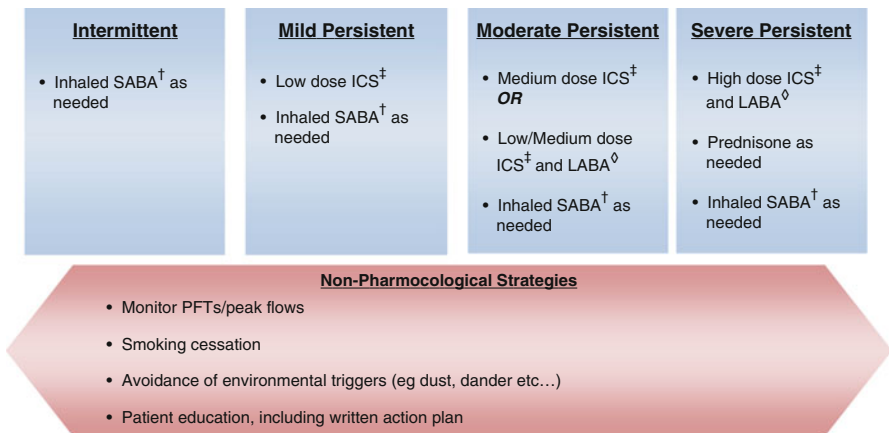 Intermittent
• Inhaled SABA† as
needed
Mild Persistent
• Low dose ICS‡
• Inhaled SABA† as
needed
Moderate Persistent
• Medium dose ICS‡
OR
• Low/Medium dose
ICS‡ and LABA◊
• Inhaled SABA† as
needed
Severe Persistent
• High dose ICS‡
and LABA◊
• Prednisone as
needed
• Inhaled SABA† as
needed
Non-Pharmocological Strategies
• Monitor PFTs/peak flows
• Smoking cessation
• Avoidance of environmental triggers (eg dust, dander etc…)
• Patient education, including written action plan